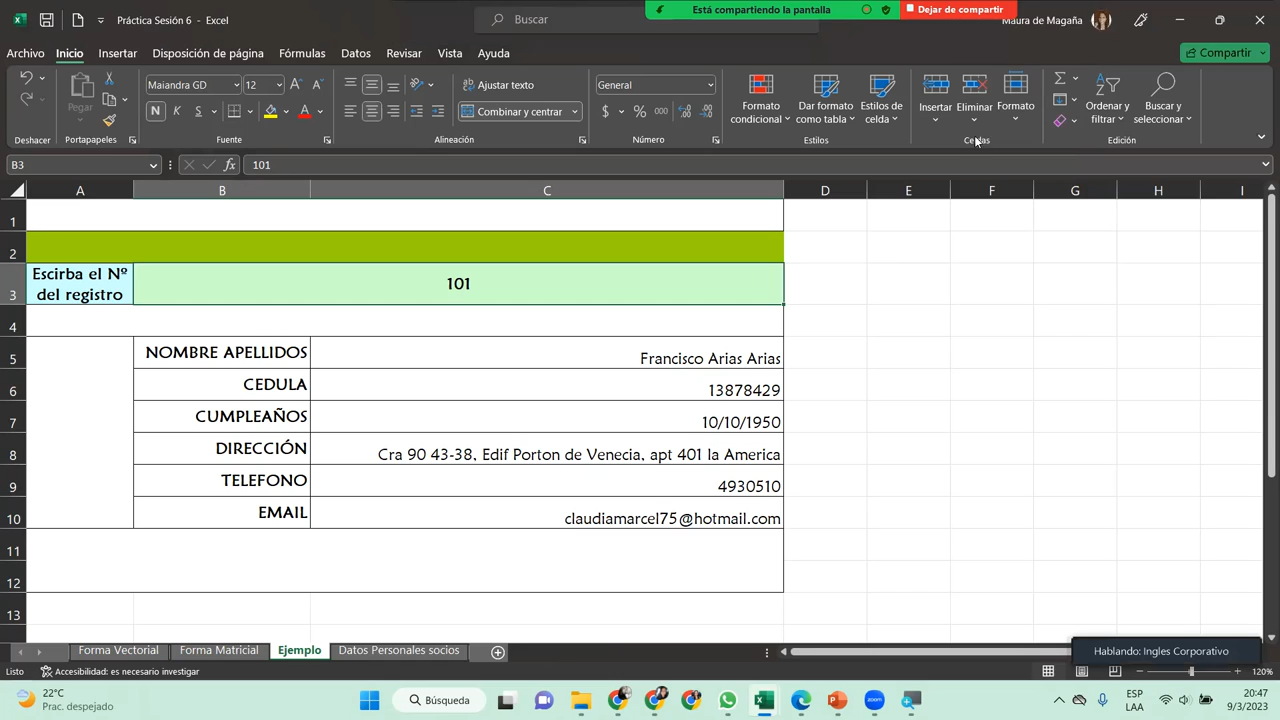 Práctica Sesión 6 - Excel
Buscar
Está compartiendo la pantalla
Dejar de compartir
Maura de Magaña
Archivo Inicio Insertar Disposición de página Fórmulas Datos Revisar Vista Ayuda
Compartir
Pegar
Maiandra GD 12
N K S
Ajustar texto
Combinar y centrar
General
$ % 000
Formato condicional
Dar formato como tabla
Estilos de celda
Insertar
Eliminar
Formato
Ordenar y filtrar
Buscar y seleccionar
Deshacer Portapapeles Fuente Alineación Número Estilos Celdas Edición
B3 fx 101
A B C D E F G H I
1
2
3 Escirba el Nº del registro 101
4
5 NOMBRE APELLIDOS Francisco Arias Arias
6 CEDULA 13878429
7 CUMPLEAÑOS 10/10/1950
8 DIRECCIÓN Cra 90 43-38, Edif Porton de Venecia, apt 401 la America
9 TELEFONO 4930510
10 EMAIL claudiamarcel75@hotmail.com
11
12
13
Forma Vectorial Forma Matricial Ejemplo Datos Personales socios
Hablando: Ingles Corporativo
Listo Accesibilidad: es necesario investigar
120%
22°C
Prac. despejado
Búsqueda
ESP
LAA
20:47
9/3/2023